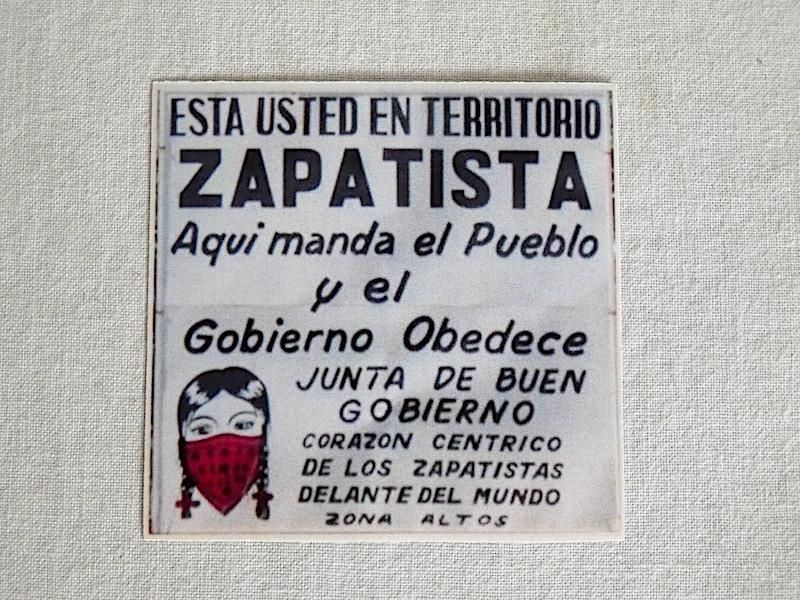 ESTA USTED EN TERRITORIO
ZAPATISTA
Aqui manda el Pueblo
y el
Gobierno Obedece
JUNTA DE BUEN
GOBIERNO
CORAZON CENTRICO
DE LOS ZAPATISTAS
DELANTE DEL MUNDO
ZONA ALTOS